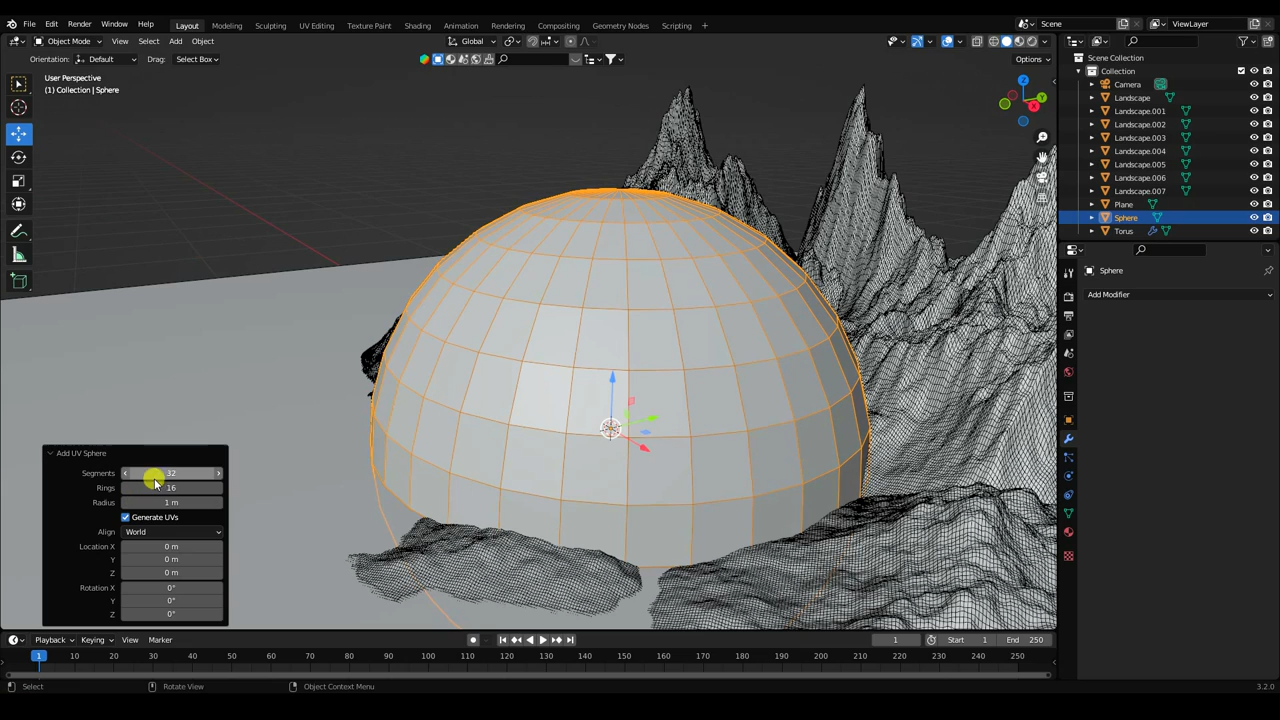 File Edit Render Window Help Layout Modeling Sculpting UV Editing Texture Paint Shading Animation Rendering Compositing Geometry Nodes Scripting + Scene ViewLayer
Object Mode View Select Add Object Global
Orientation: Default Drag: Select Box Options
User Perspective
(1) Collection | Sphere
Z
Y
X
Scene Collection
Collection
Camera
Landscape
Landscape.001
Landscape.002
Landscape.003
Landscape.004
Landscape.005
Landscape.006
Landscape.007
Plane
Sphere
Torus
Sphere
Add Modifier
Add UV Sphere
Segments 32
Rings 16
Radius 1 m
Generate UVs
Align World
Location X 0 m
Y 0 m
Z 0 m
Rotation X 0°
Y 0°
Z 0°
Playback Keying View Marker 1 Start 1 End 250
1 10 20 30 40 50 60 70 80 90 100 110 120 130 140 150 160 170 180 190 200 210 220 230 240 250
Select Rotate View Object Context Menu 3.2.0